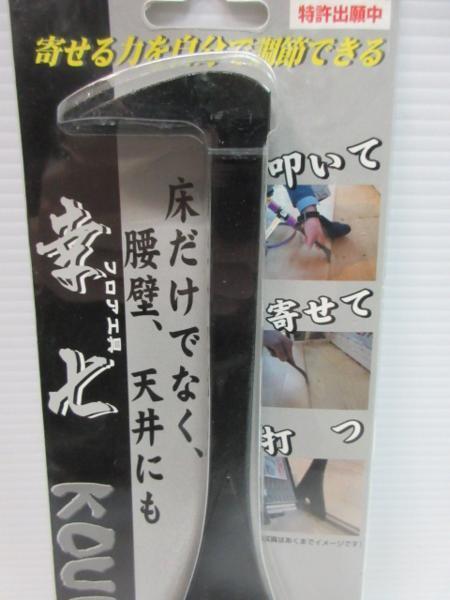 特許出願中
寄せる力を自分で調節できる
叩いて
寄せて
打つ
床だけでなく、
腰壁、天井にも
フロア工具
KOU